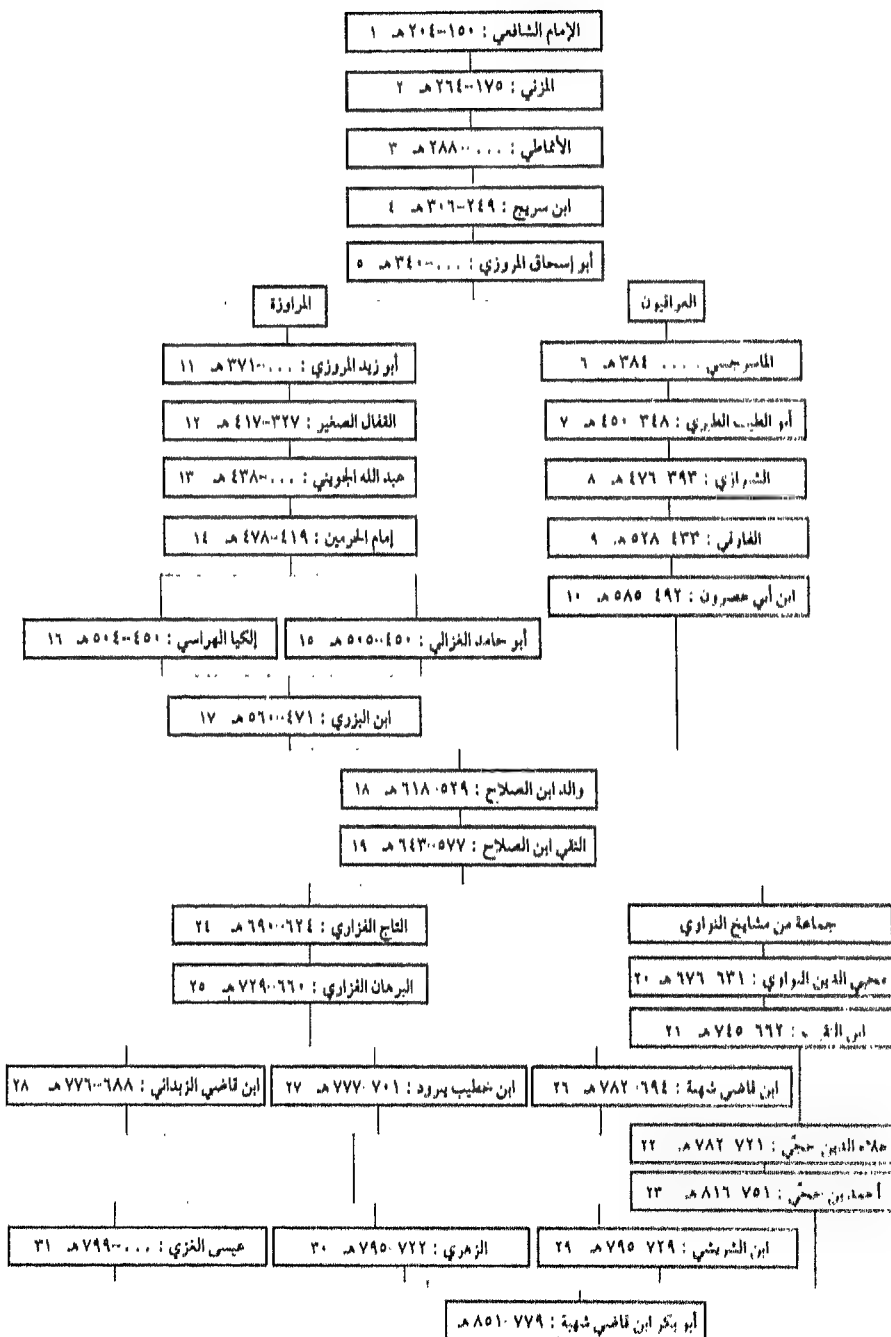 الإمام الشافعي : ١٥٠-٢٠٤هـ ١
المزني : ١٧٥-٢٦٤هـ ٢
الأنماطي : ...-٢٨٨هـ ٣
ابن سريج : ٢٤٩-٣٠٦هـ ٤
أبو إسحاق المروزي : ...-٣٤٠هـ ٥
العراقيون
المراوزة
الماسرجسي .... ٣٨٤هـ ٦
أبو زيد المروزي : ...-٣٧١هـ ١١
أبو الطيب الطبري : ٣٤٨ ٤٥٠هـ ٧
القفال الصغير : ٣٢٧-٤١٧هـ ١٢
الشيرازي : ٣٩٣ ٤٧٦هـ ٨
عبد الله الجويني : ...-٤٣٨هـ ١٣
الفارقي : ٤٣٣ ٥٢٨هـ ٩
إمام الحرمين : ٤١٩-٤٧٨هـ ١٤
ابن أبي عصرون : ٤٩٢ ٥٨٥هـ ١٠
أبو حامد الغزالي : ٤٥٠-٥٠٥هـ ١٥
إلكيا الهراسي : ٤٥٠-٥٠٤هـ ١٦
ابن البزري : ٤٧١-٥٦٠هـ ١٧
والد ابن الصلاح : ٥٢٩-٦١٨هـ ١٨
التقي ابن الصلاح : ٥٧٧-٦٤٣هـ ١٩
جماعة من مشايخ النواوي
التاج الفزاري : ٦٢٤-٦٩٠هـ ٢٤
محيي الدين النواوي : ٦٣١ ٦٧٦هـ ٢٠
البرهان الفزاري : ٦٦٠-٧٢٩هـ ٢٥
ابن : ٦٦٢ ٧٤٥هـ ٢١
ابن قاضي شهبة : ٦٩٤-٧٨٢هـ ٢٦
ابن خطيب يبرود : ٧٠١-٧٧٧هـ ٢٧
ابن قاضي الزبداني : ٦٨٨-٧٧٦هـ ٢٨
علاء الدين حجّي : ٧٢١ ٧٨٢هـ ٢٢
أحمد بن حجّي : ٧٥١ ٨١٦هـ ٢٣
ابن الشريشي : ٧٢٩ ٧٩٥هـ ٢٩
الزهري : ٧٢٢-٧٩٥هـ ٣٠
عيسى الغزي : ...-٧٩٩هـ ٣١
أبو بكر ابن قاضي شهبة : ٧٧٩-٨٥١هـ